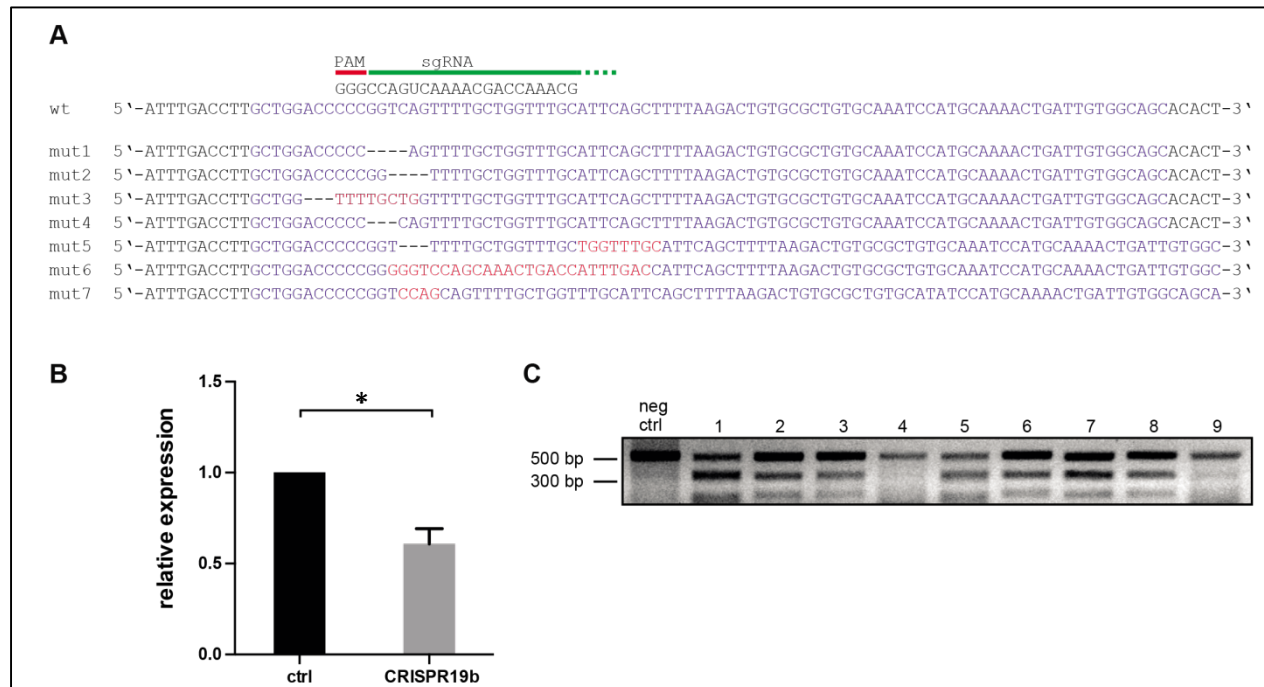 A
PAM sgRNA
GGGCCAGUCAAAACGACCAAACG
wt 5'-ATTTGACCTTGCTGGACCCCCGGTCAGTTTTGCTGGTTTGCATTCAGCTTTTAAGACTGTGCGCTGTGCAAATCCATGCAAAACTGATTGTGGCAGCACACT-3'
mut1 5'-ATTTGACCTTGCTGGACCCCC----AGTTTTGCTGGTTTGCATTCAGCTTTTAAGACTGTGCGCTGTGCAAATCCATGCAAAACTGATTGTGGCAGCACACT-3'
mut2 5'-ATTTGACCTTGCTGGACCCCCGG----TTTTGCTGGTTTGCATTCAGCTTTTAAGACTGTGCGCTGTGCAAATCCATGCAAAACTGATTGTGGCAGCACACT-3'
mut3 5'-ATTTGACCTTGCTGG---TTTTGCTGGTTTTGCTGGTTTGCATTCAGCTTTTAAGACTGTGCGCTGTGCAAATCCATGCAAAACTGATTGTGGCAGCACACT-3'
mut4 5'-ATTTGACCTTGCTGGACCCCC---CAGTTTTGCTGGTTTGCATTCAGCTTTTAAGACTGTGCGCTGTGCAAATCCATGCAAAACTGATTGTGGCAGCACACT-3'
mut5 5'-ATTTGACCTTGCTGGACCCCCGGT---TTTTGCTGGTTTGCTGGTTTGCATTCAGCTTTTAAGACTGTGCGCTGTGCAAATCCATGCAAAACTGATTGTGGC-3'
mut6 5'-ATTTGACCTTGCTGGACCCCCGGGGGTCCAGCAAACTGACCATTTGACCATTCAGCTTTTAAGACTGTGCGCTGTGCAAATCCATGCAAAACTGATTGTGGC-3'
mut7 5'-ATTTGACCTTGCTGGACCCCCGGTCCAGCAGTTTTGCTGGTTTGCATTCAGCTTTTAAGACTGTGCGCTGTGCATATCCATGCAAAACTGATTGTGGCAGCA-3'
B
relative expression
1.5
1.0
0.5
0.0
*
ctrl CRISPR19b
C
neg ctrl 1 2 3 4 5 6 7 8 9
500 bp
300 bp